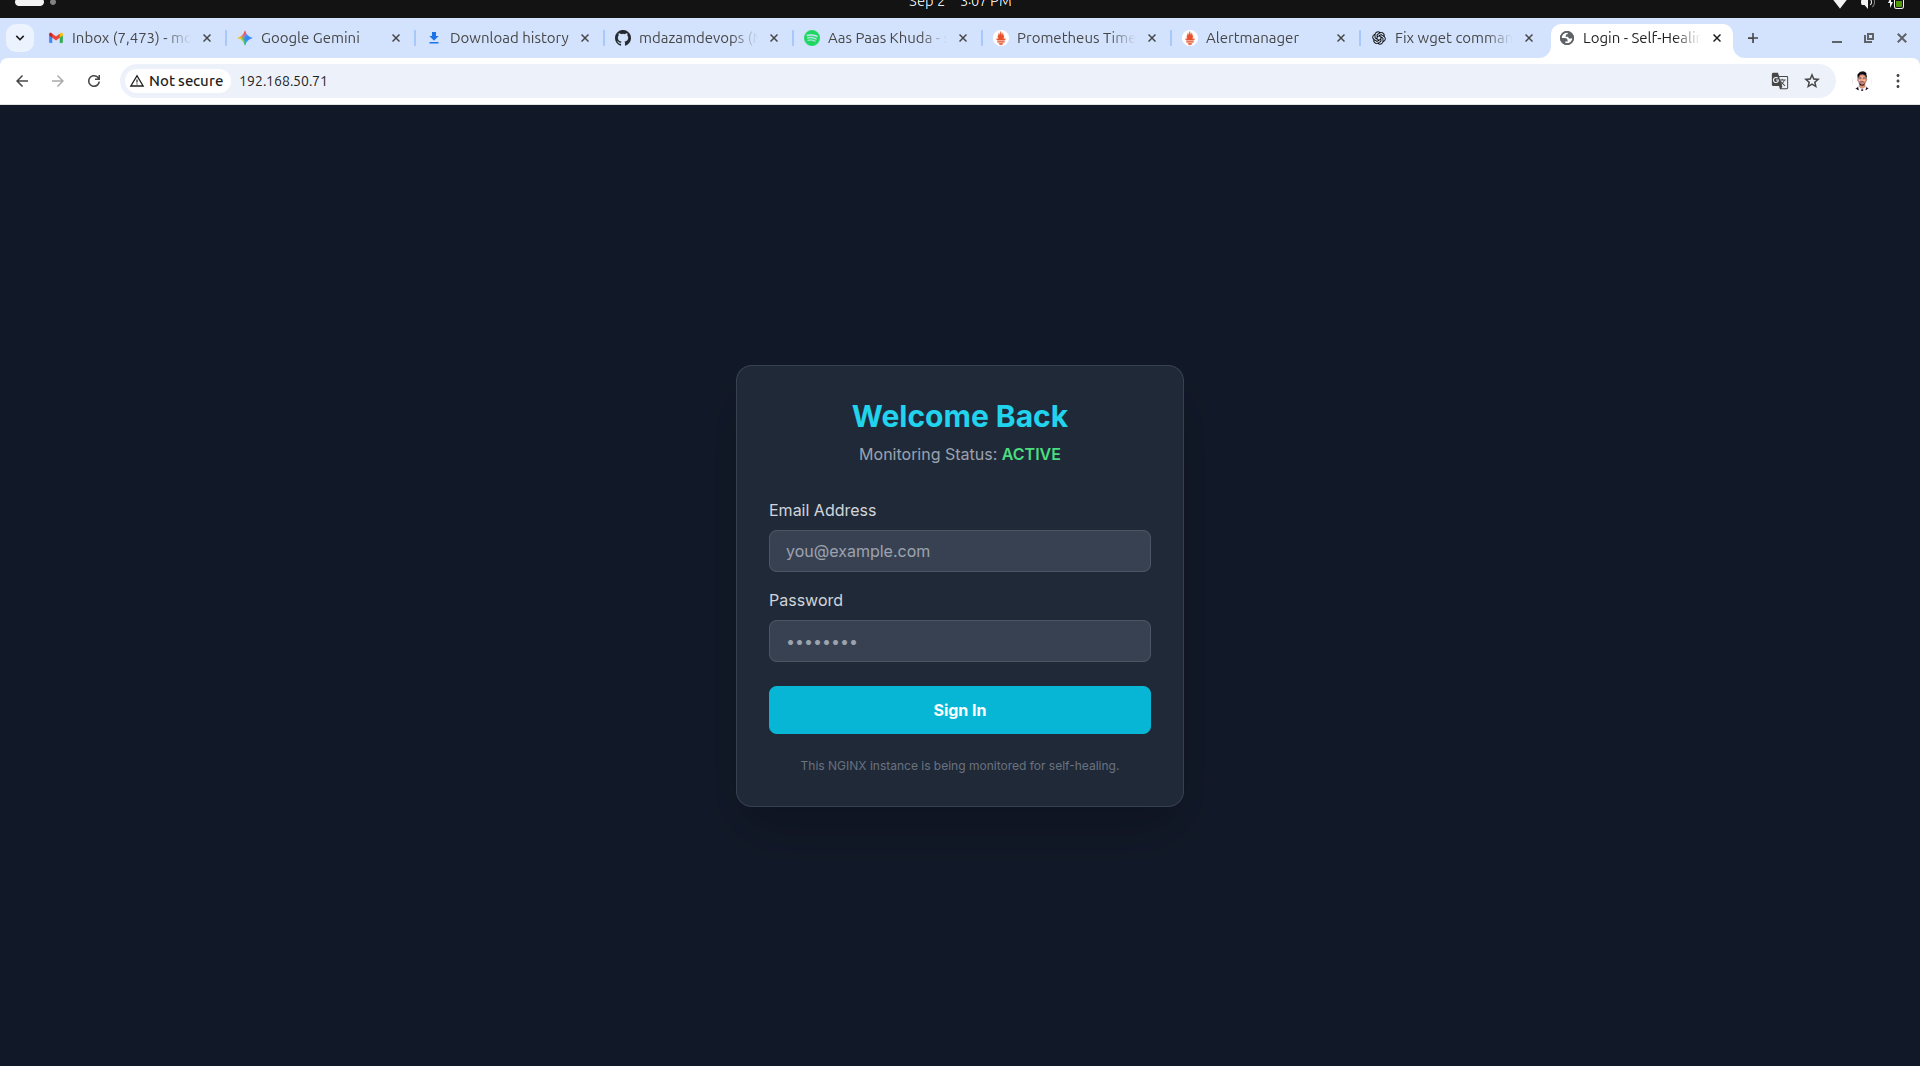 Sep 2 3:07 PM
Inbox (7,473) - mc
Google Gemini
Download history
mdazamdevops (
Aas Paas Khuda -
Prometheus Time
Alertmanager
Fix wget comman
Login - Self-Heali
Not secure
192.168.50.71
Welcome Back
Monitoring Status: ACTIVE
Email Address
you@example.com
Password
••••••••
Sign In
This NGINX instance is being monitored for self-healing.